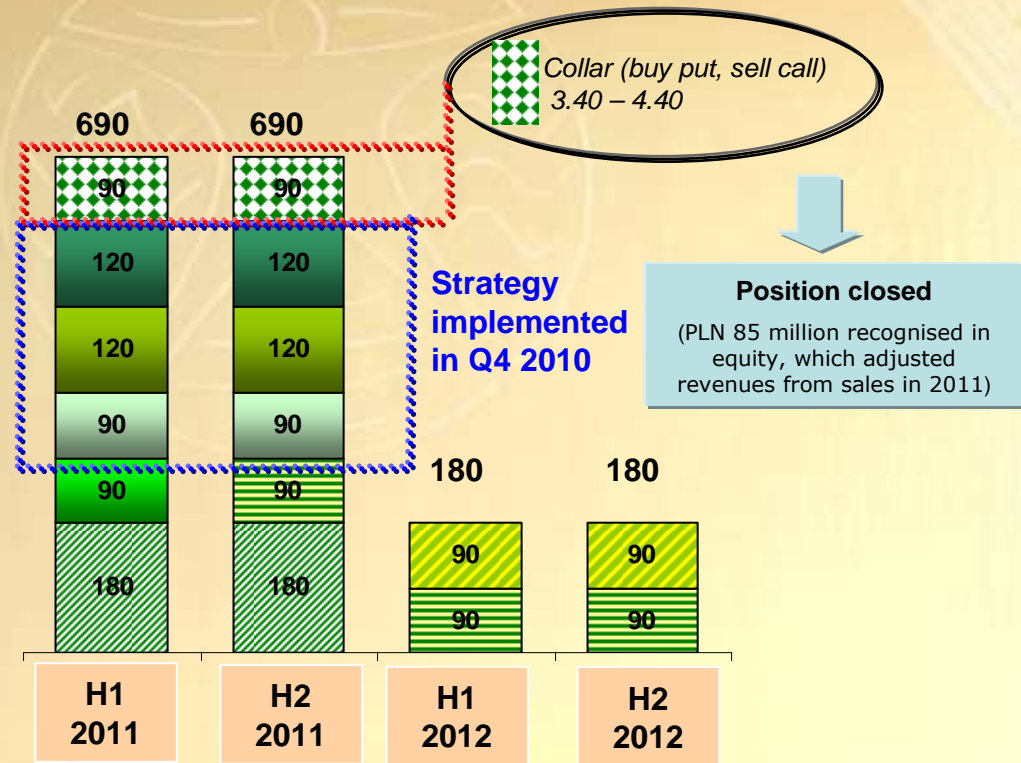 Collar (buy put, sell call)
3.40 – 4.40
690
690
90
90
120
120
120
120
90
90
90
90
180
180
Strategy
implemented
in Q4 2010
Position closed
(PLN 85 million recognised in
equity, which adjusted
revenues from sales in 2011)
180
180
90
90
90
90
H1
2011
H2
2011
H1
2012
H2
2012